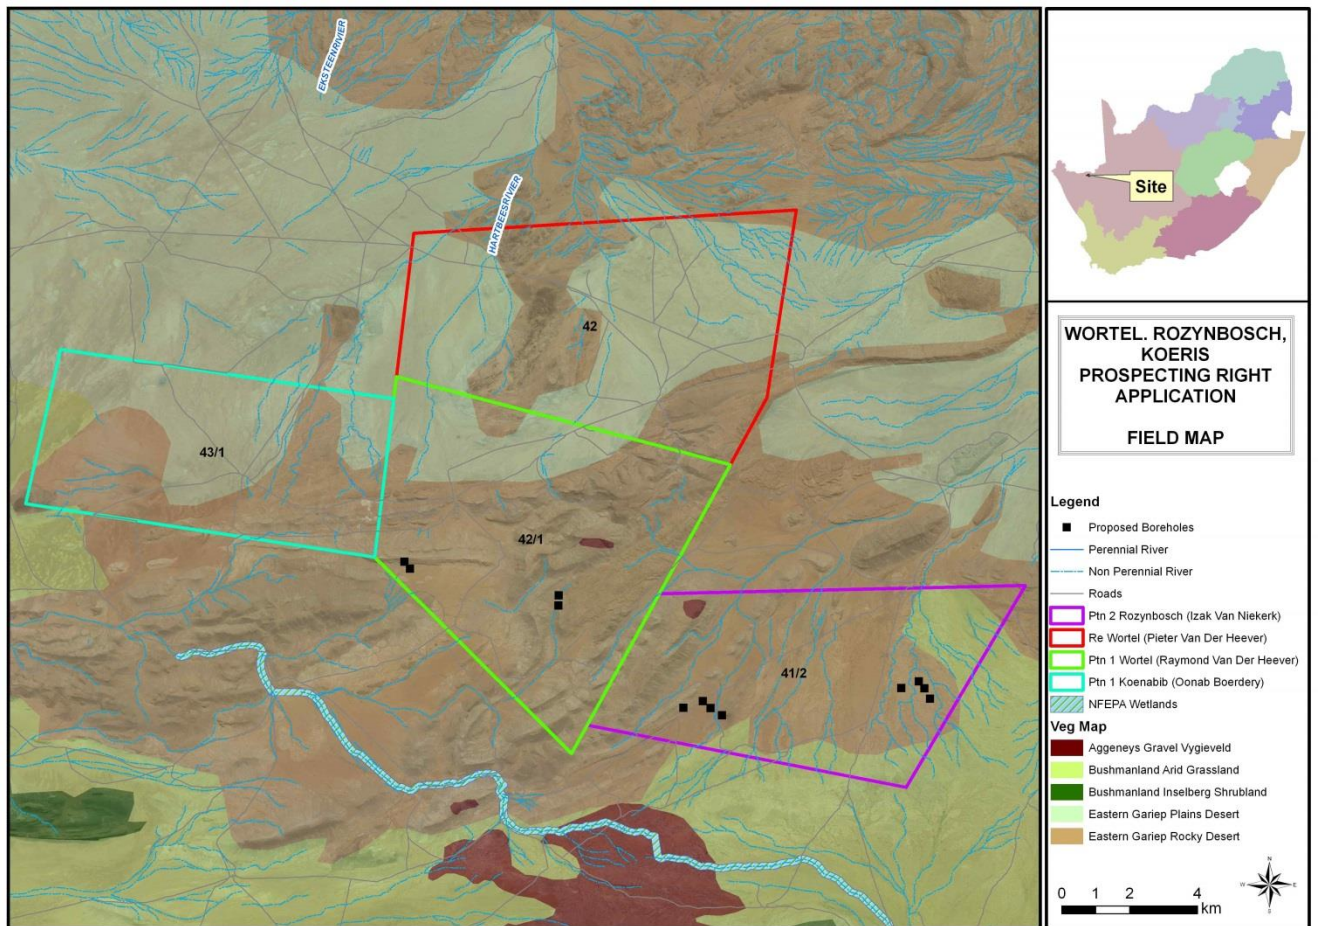 EKSTEENRIVIER
HARTBEESRIVIER
42
43/1
42/1
41/2
Site
WORTEL. ROZYNBOSCH,
KOERIS
PROSPECTING RIGHT
APPLICATION
FIELD MAP
Legend
Proposed Boreholes
Perennial River
Non Perennial River
Roads
Ptn 2 Rozynbosch (Izak Van Niekerk)
Re Wortel (Pieter Van Der Heever)
Ptn 1 Wortel (Raymond Van Der Heever)
Ptn 1 Koenabib (Oonab Boerdery)
NFEPA Wetlands
Veg Map
Aggeneys Gravel Vygieveld
Bushmanland Arid Grassland
Bushmanland Inselberg Shrubland
Eastern Gariep Plains Desert
Eastern Gariep Rocky Desert
N
W E
S
0 1 2 4
km